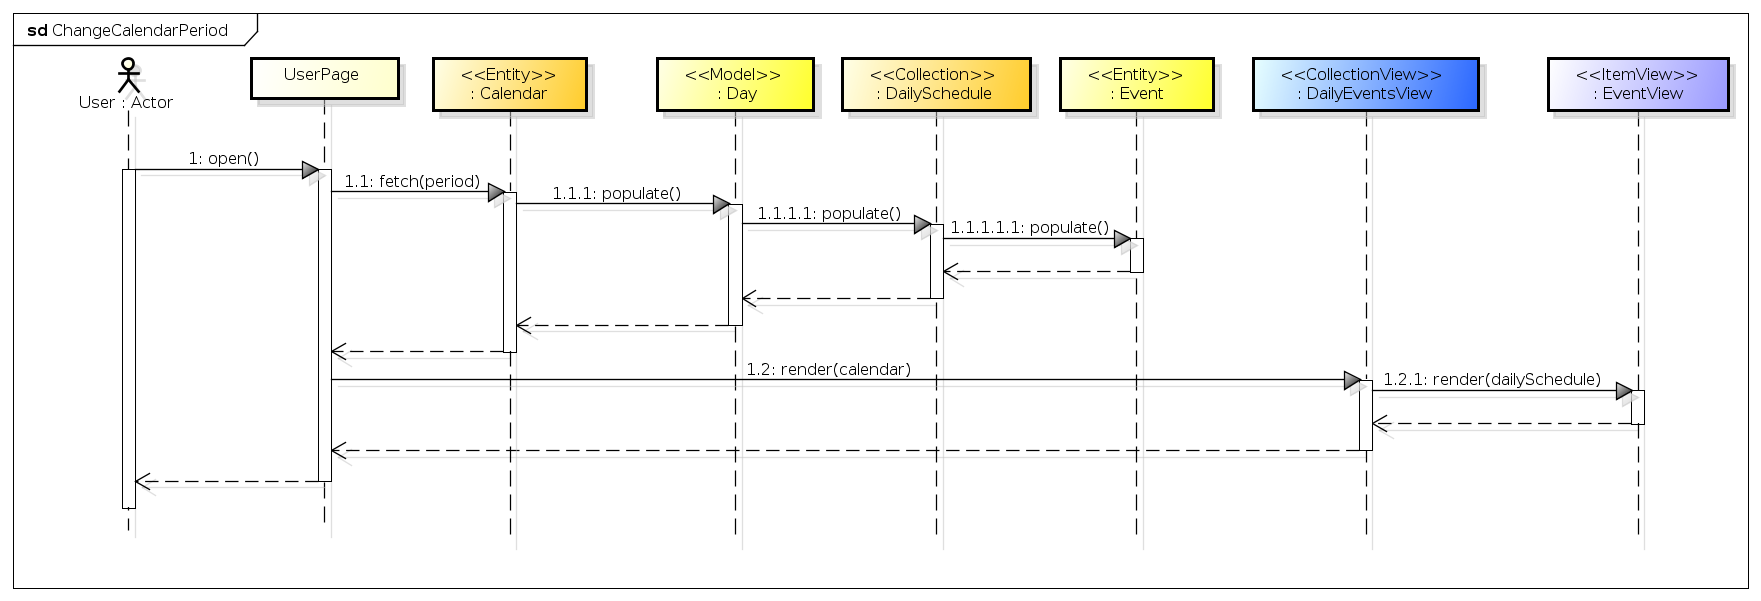 sd ChangeCalendarPeriod
User : Actor
UserPage
<<Entity>>
: Calendar
<<Model>>
: Day
<<Collection>>
: DailySchedule
<<Entity>>
: Event
<<CollectionView>>
: DailyEventsView
<<ItemView>>
: EventView
1: open()
1.1: fetch(period)
1.1.1: populate()
1.1.1.1: populate()
1.1.1.1.1: populate()
1.2: render(calendar)
1.2.1: render(dailySchedule)